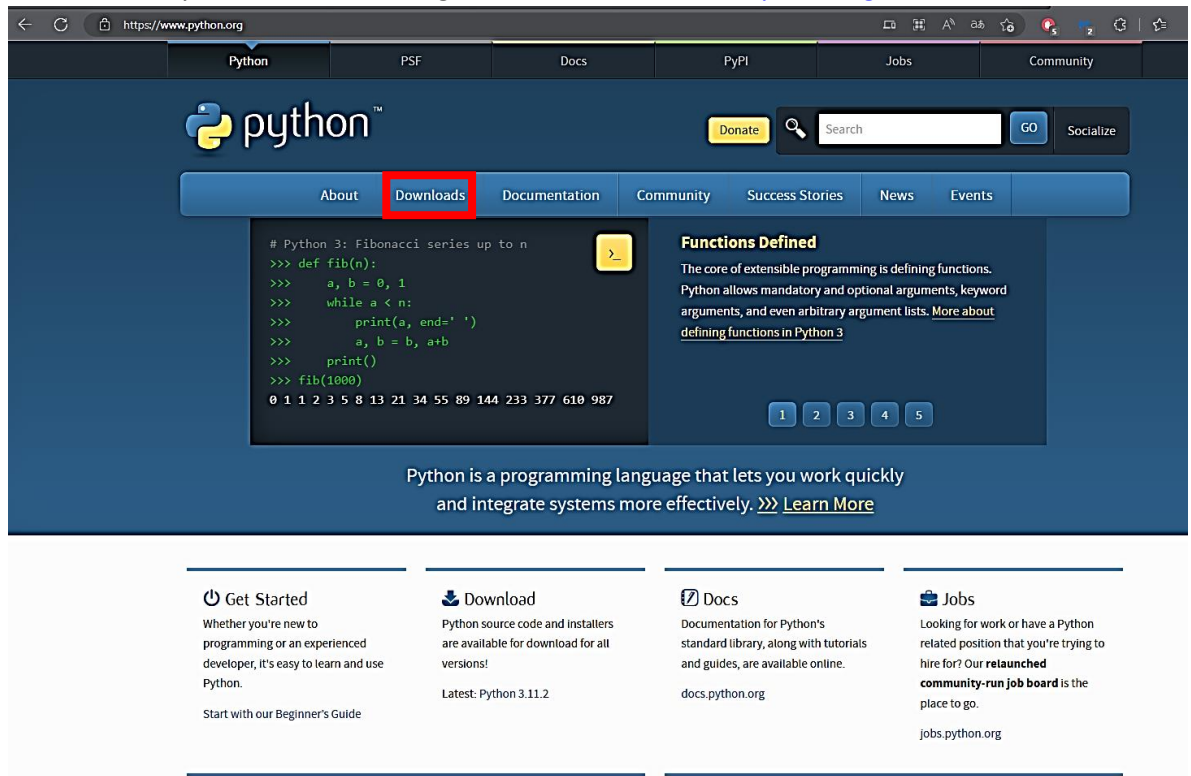 https://www.python.org
Python PSF Docs PyPI Jobs Community
python™
Donate Search GO Socialize
About Downloads Documentation Community Success Stories News Events
# Python 3: Fibonacci series up to n
>>> def fib(n):
>>>     a, b = 0, 1
>>>     while a < n:
>>>         print(a, end=' ')
>>>         a, b = b, a+b
>>>     print()
>>> fib(1000)
0 1 1 2 3 5 8 13 21 34 55 89 144 233 377 610 987
>_
Functions Defined
The core of extensible programming is defining functions.
Python allows mandatory and optional arguments, keyword
arguments, and even arbitrary argument lists. More about
defining functions in Python 3
1 2 3 4 5
Python is a programming language that lets you work quickly
and integrate systems more effectively. >>> Learn More
Get Started
Whether you're new to
programming or an experienced
developer, it's easy to learn and use
Python.
Start with our Beginner's Guide
Download
Python source code and installers
are available for download for all
versions!
Latest: Python 3.11.2
Docs
Documentation for Python's
standard library, along with tutorials
and guides, are available online.
docs.python.org
Jobs
Looking for work or have a Python
related position that you're trying to
hire for? Our relaunched
community-run job board is the
place to go.
jobs.python.org